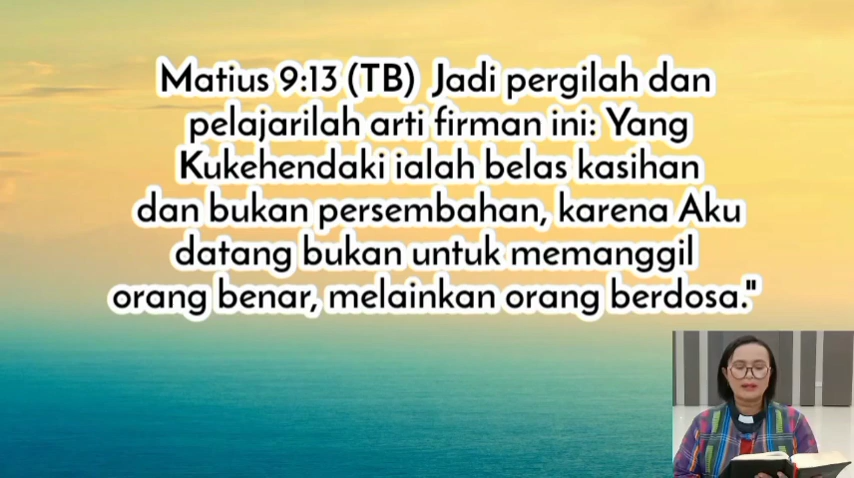 Matius 9:13 (TB) Jadi pergilah dan
pelajarilah arti firman ini: Yang
Kukehendaki ialah belas kasihan
dan bukan persembahan, karena Aku
datang bukan untuk memanggil
orang benar, melainkan orang berdosa."